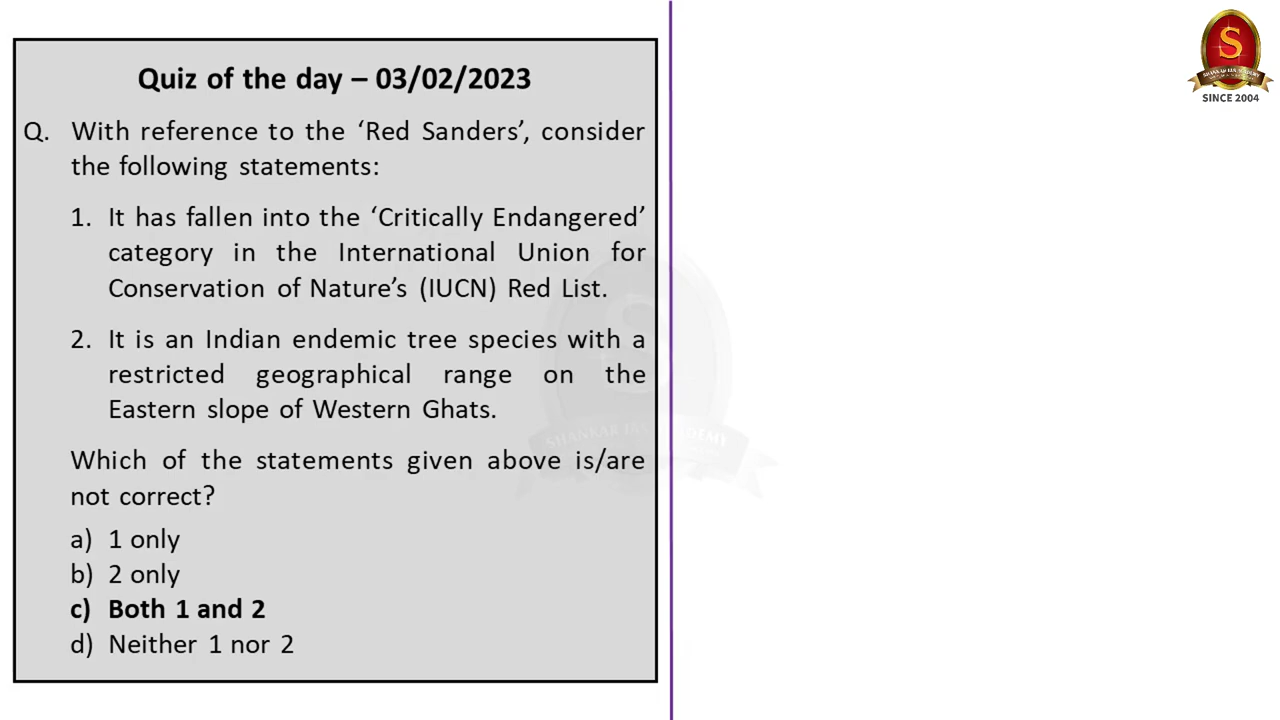 Quiz of the day – 03/02/2023
Q. With reference to the ‘Red Sanders’, consider
the following statements:
1. It has fallen into the ‘Critically Endangered’
category in the International Union for
Conservation of Nature’s (IUCN) Red List.
2. It is an Indian endemic tree species with a
restricted geographical range on the
Eastern slope of Western Ghats.
Which of the statements given above is/are
not correct?
a) 1 only
b) 2 only
c) Both 1 and 2
d) Neither 1 nor 2
S
SHANKAR IAS ACADEMY
SINCE 2004